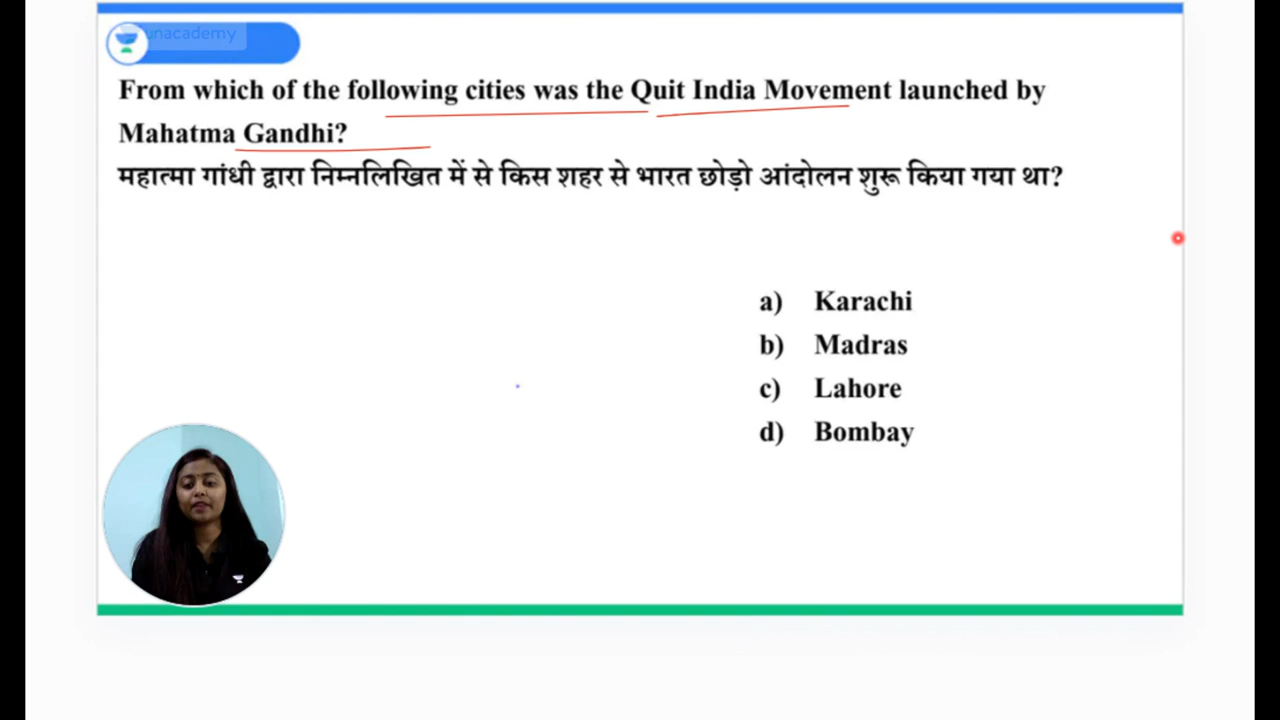 unacademy
From which of the following cities was the Quit India Movement launched by
Mahatma Gandhi?
महात्मा गांधी द्वारा निम्नलिखित में से किस शहर से भारत छोड़ो आंदोलन शुरू किया गया था?
a) Karachi
b) Madras
c) Lahore
d) Bombay